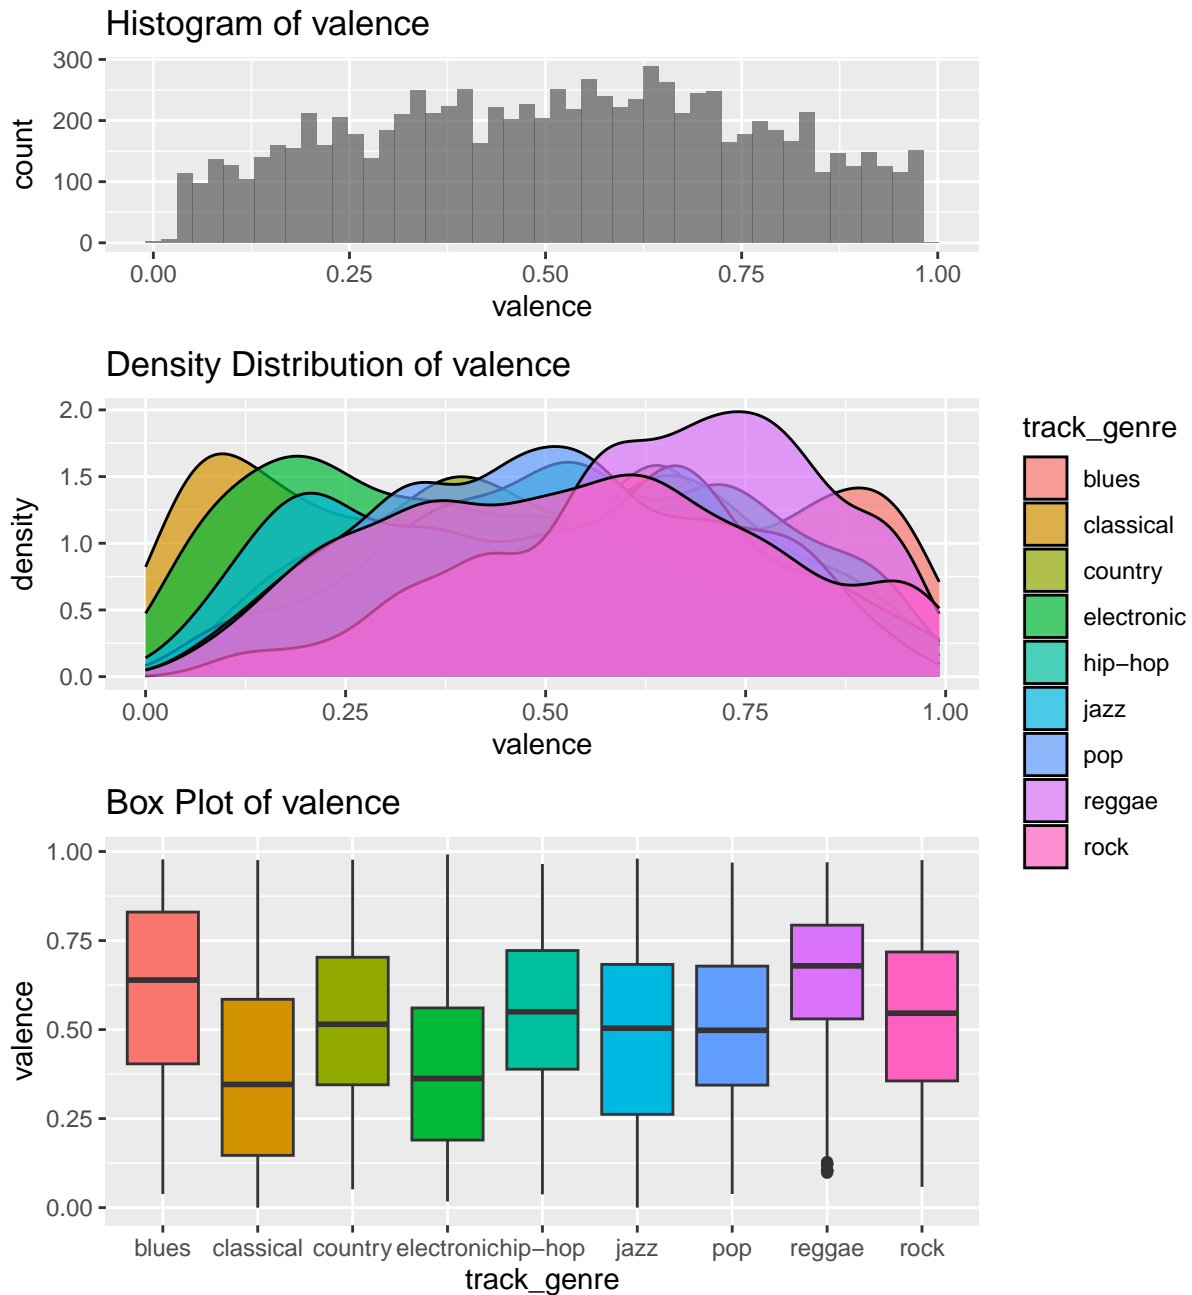 Histogram of valence
300
200
100
0
count
0.00 0.25 0.50 0.75 1.00
valence
Density Distribution of valence
2.0
1.5
1.0
0.5
0.0
density
0.00 0.25 0.50 0.75 1.00
valence
track_genre
blues
classical
country
electronic
hip−hop
jazz
pop
reggae
rock
Box Plot of valence
1.00
0.75
0.50
0.25
0.00
valence
blues classical country electronic hip−hop jazz pop reggae rock
track_genre